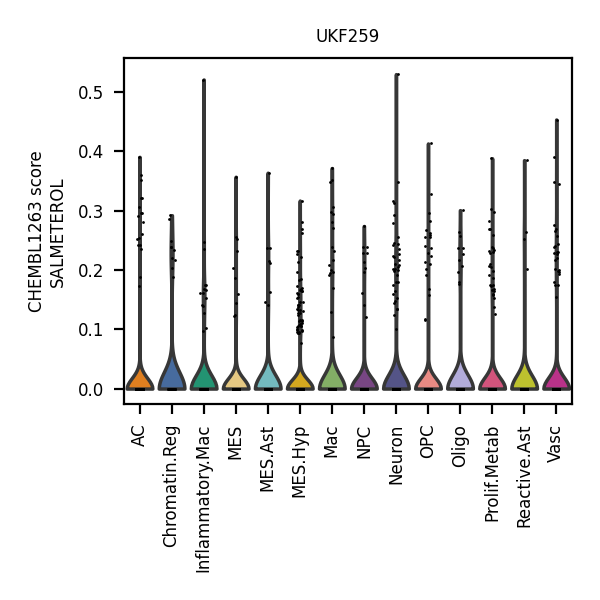 UKF259
CHEMBL1263 score
SALMETEROL
0.5
0.4
0.3
0.2
0.1
0.0
AC
Chromatin.Reg
Inflammatory.Mac
MES
MES.Ast
MES.Hyp
Mac
NPC
Neuron
OPC
Oligo
Prolif.Metab
Reactive.Ast
Vasc